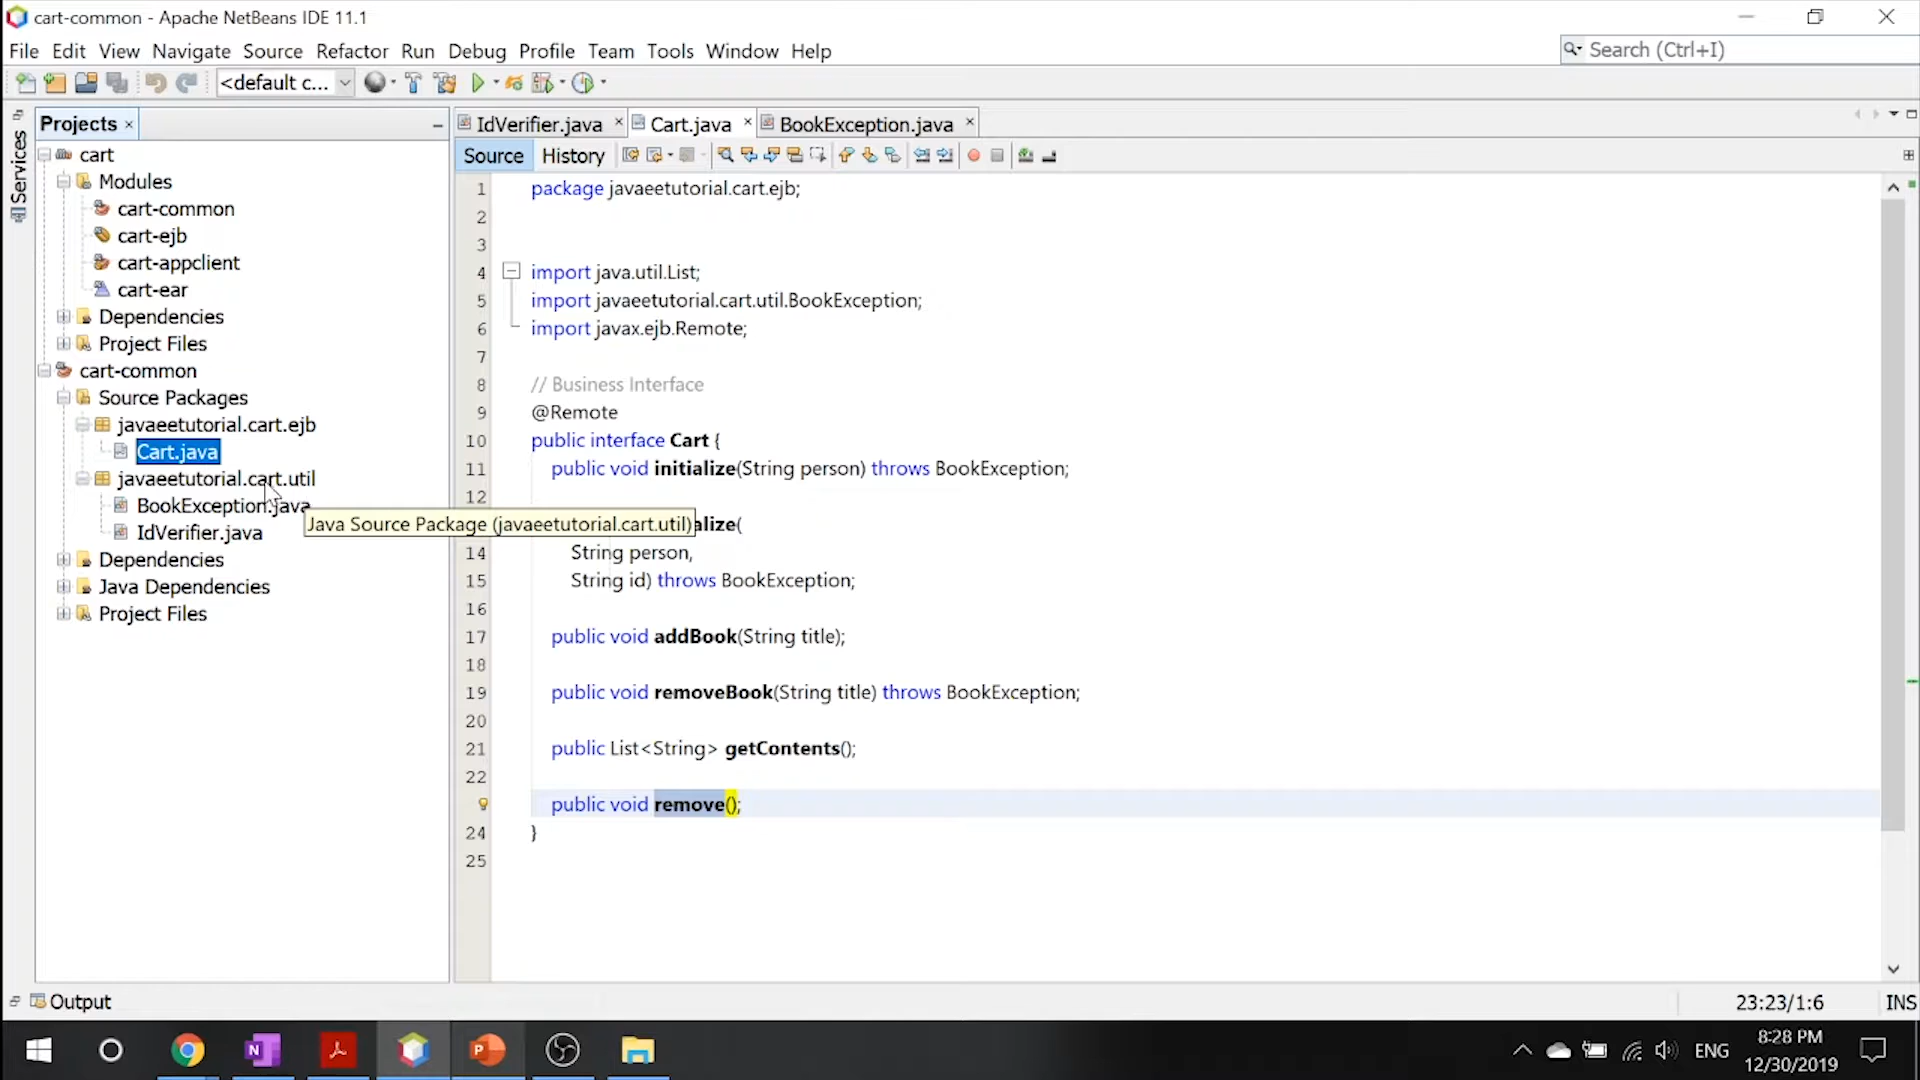 cart-common - Apache NetBeans IDE 11.1
File Edit View Navigate Source Refactor Run Debug Profile Team Tools Window Help
Search (Ctrl+I)
<default c...
Services
Projects
cart
Modules
cart-common
cart-ejb
cart-appclient
cart-ear
Dependencies
Project Files
cart-common
Source Packages
javaeetutorial.cart.ejb
Cart.java
javaeetutorial.cart.util
BookException.java
IdVerifier.java
Dependencies
Java Dependencies
Project Files
Java Source Package (javaeetutorial.cart.util)
IdVerifier.java Cart.java BookException.java
Source History
1 package javaeetutorial.cart.ejb;
2
3
4 import java.util.List;
5 import javaeetutorial.cart.util.BookException;
6 import javax.ejb.Remote;
7
8 // Business Interface
9 @Remote
10 public interface Cart {
11 public void initialize(String person) throws BookException;
12
alize(
14 String person,
15 String id) throws BookException;
16
17 public void addBook(String title);
18
19 public void removeBook(String title) throws BookException;
20
21 public List<String> getContents();
22
public void remove();
24 }
25
Output
23:23/1:6 INS
ENG
8:28 PM
12/30/2019